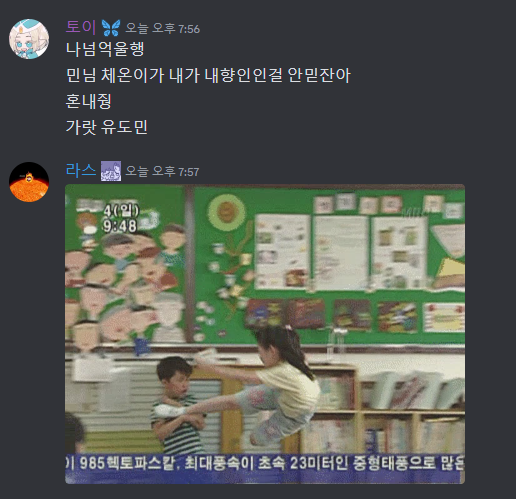 토이 오늘 오후 7:56
나넘억울행
민님 체온이가 내가 내향인인걸 안믿잔아
혼내줭
가랏 유도민
라스 오늘 오후 7:57
4(일)
9:48
985헥토파스칼, 최대풍속이 초속 23미터인 중형태풍으로 많은